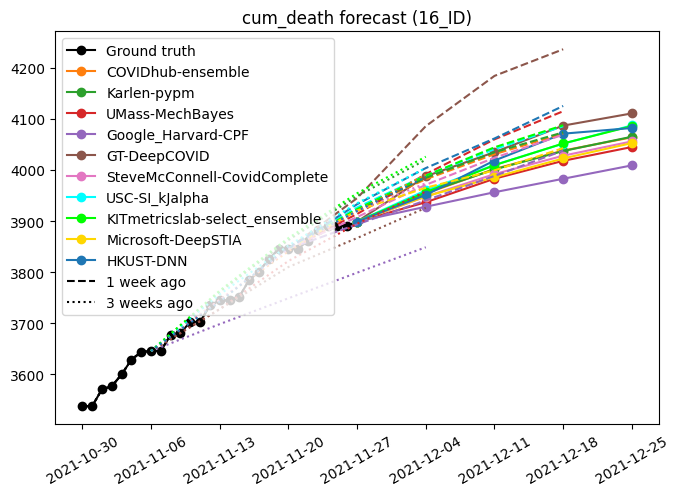 cum_death forecast (16_ID)
4200
4100
4000
3900
3800
3700
3600
Ground truth
COVIDhub-ensemble
Karlen-pypm
UMass-MechBayes
Google_Harvard-CPF
GT-DeepCOVID
SteveMcConnell-CovidComplete
USC-SI_kJalpha
KITmetricslab-select_ensemble
Microsoft-DeepSTIA
HKUST-DNN
1 week ago
3 weeks ago
2021-10-30
2021-11-06
2021-11-13
2021-11-20
2021-11-27
2021-12-04
2021-12-11
2021-12-18
2021-12-25